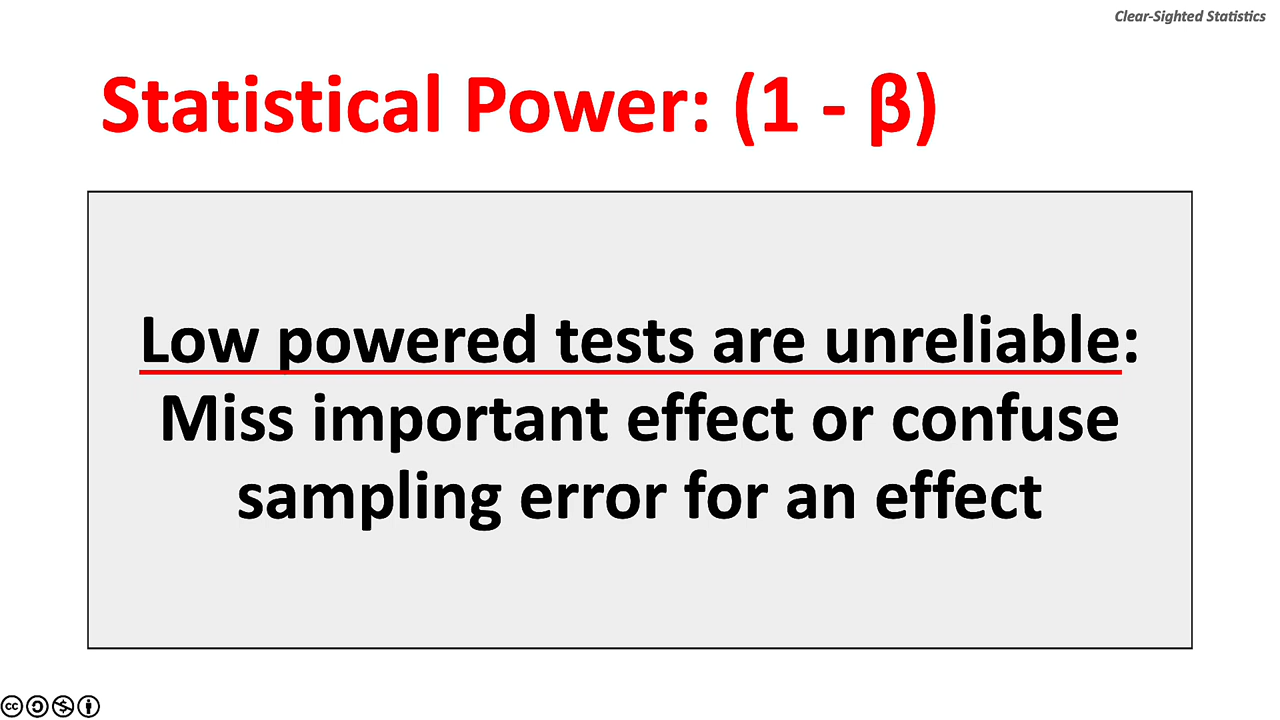 Clear-Sighted Statistics
Statistical Power: (1 - β)
Low powered tests are unreliable:
Miss important effect or confuse
sampling error for an effect